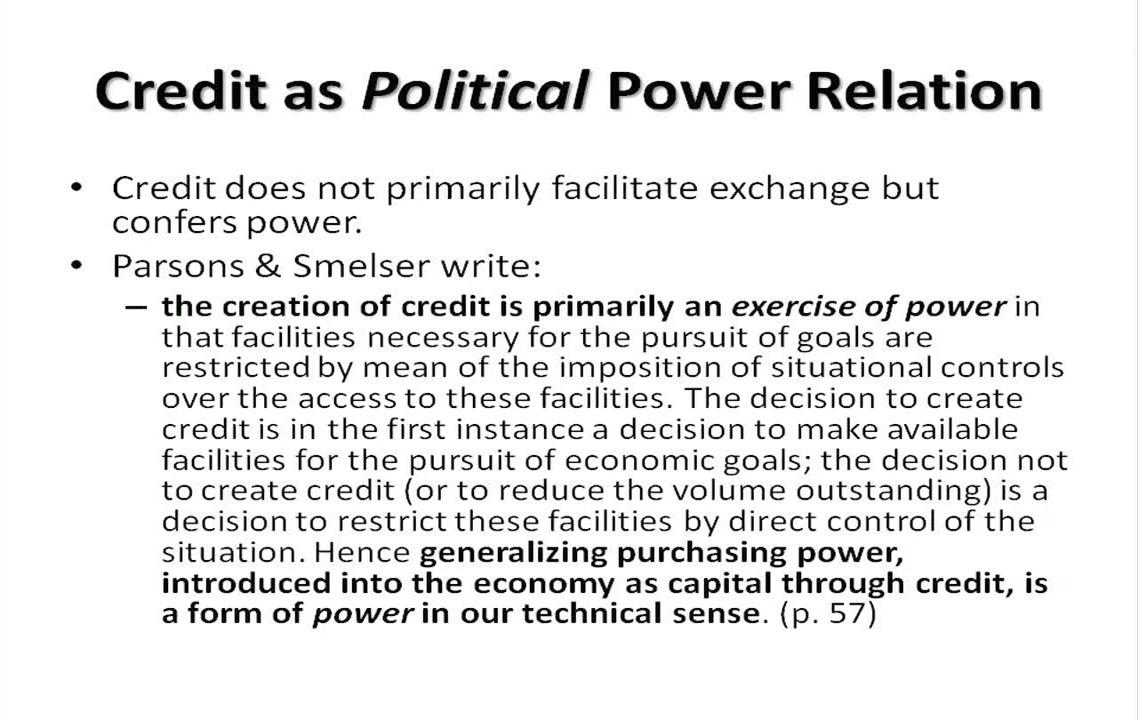 Credit as Political Power Relation
• Credit does not primarily facilitate exchange but
confers power.
• Parsons & Smelser write:
– the creation of credit is primarily an exercise of power in
that facilities necessary for the pursuit of goals are
restricted by mean of the imposition of situational controls
over the access to these facilities. The decision to create
credit is in the first instance a decision to make available
facilities for the pursuit of economic goals; the decision not
to create credit (or to reduce the volume outstanding) is a
decision to restrict these facilities by direct control of the
situation. Hence generalizing purchasing power,
introduced into the economy as capital through credit, is
a form of power in our technical sense. (p. 57)